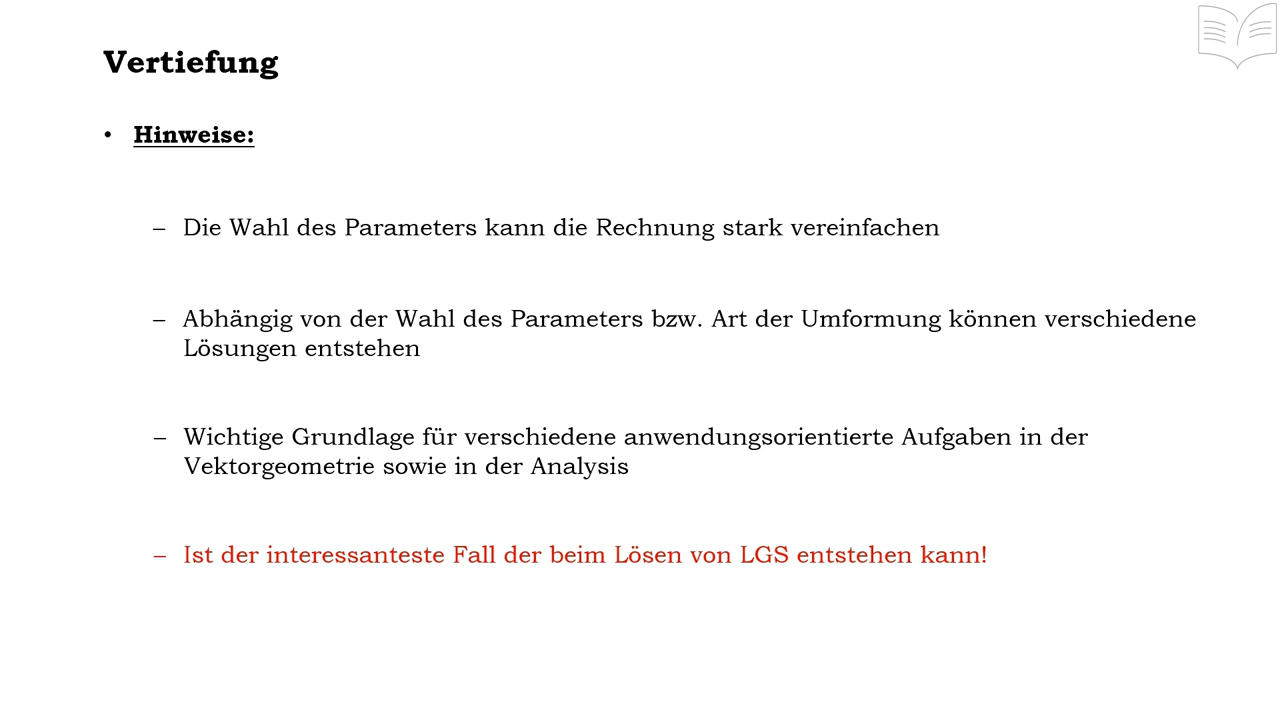 Vertiefung
• Hinweise:
– Die Wahl des Parameters kann die Rechnung stark vereinfachen
– Abhängig von der Wahl des Parameters bzw. Art der Umformung können verschiedene
Lösungen entstehen
– Wichtige Grundlage für verschiedene anwendungsorientierte Aufgaben in der
Vektorgeometrie sowie in der Analysis
– Ist der interessanteste Fall der beim Lösen von LGS entstehen kann!